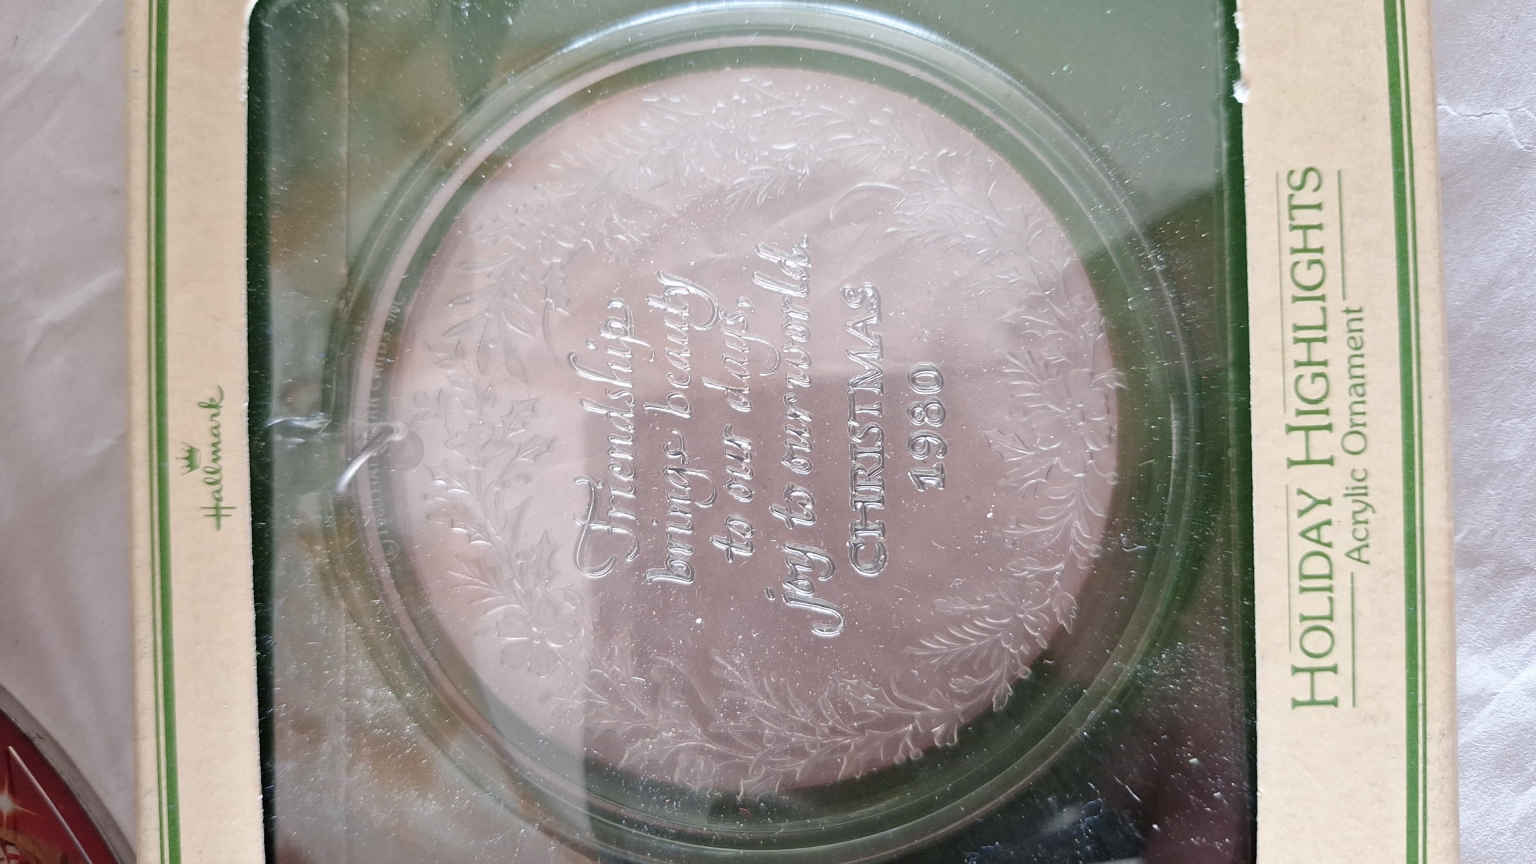 Hallmark
Friendship
brings beauty
to our days,
joy to our world.
CHRISTMAS
1980
HOLIDAY HIGHLIGHTS
Acrylic Ornament